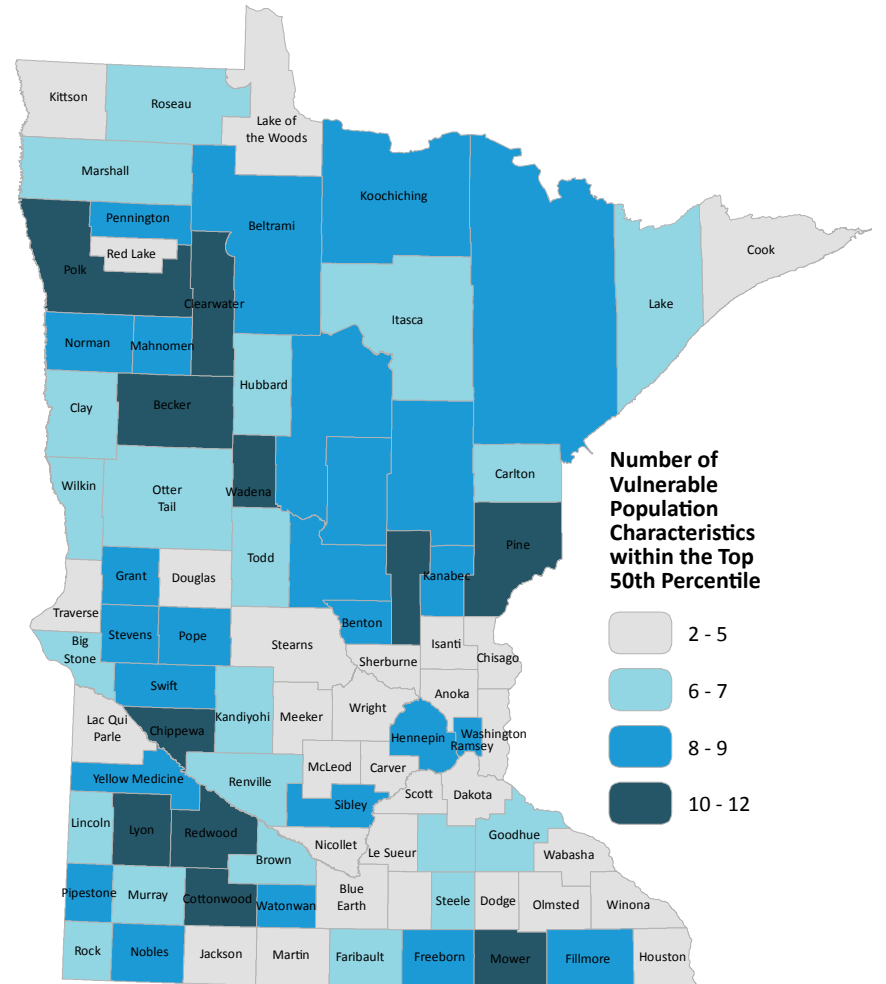 Kittson
Roseau
Lake of
the Woods
Marshall
Koochiching
Pennington
Beltrami
Red Lake
Cook
Polk
Clearwater
Lake
Itasca
Norman
Mahnomen
Hubbard
Clay
Becker
Number of
Vulnerable
Population
Characteristics
within the Top
50th Percentile
Carlton
Wilkin
Otter
Tail
Wadena
Pine
Todd
Grant
Douglas
Kanabec
Traverse
Benton
2 - 5
Stevens
Pope
Big
Stone
Stearns
Isanti
Chisago
Sherburne
6 - 7
Swift
Anoka
Wright
Kandiyohi
Meeker
Lac Qui
Parle
Chippewa
Hennepin
Washington
Ramsey
8 - 9
McLeod
Carver
Yellow Medicine
Renville
Scott
Dakota
Sibley
10 - 12
Lincoln
Lyon
Redwood
Goodhue
Nicollet
Le Sueur
Wabasha
Brown
Pipestone
Murray
Cottonwood
Watonwan
Blue
Earth
Steele
Dodge
Olmsted
Winona
Rock
Nobles
Jackson
Martin
Faribault
Freeborn
Mower
Fillmore
Houston